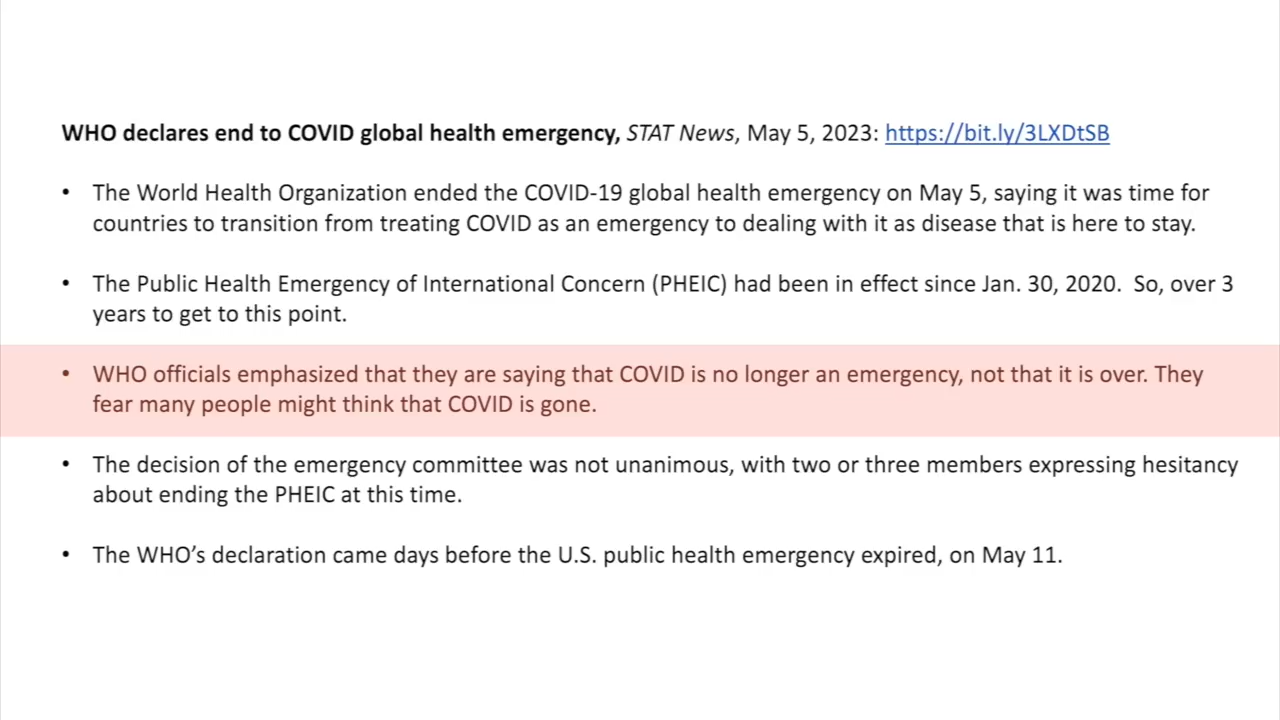 WHO declares end to COVID global health emergency, STAT News, May 5, 2023: https://bit.ly/3LXDtSB
• The World Health Organization ended the COVID-19 global health emergency on May 5, saying it was time for
countries to transition from treating COVID as an emergency to dealing with it as disease that is here to stay.
• The Public Health Emergency of International Concern (PHEIC) had been in effect since Jan. 30, 2020.  So, over 3
years to get to this point.
• WHO officials emphasized that they are saying that COVID is no longer an emergency, not that it is over. They
fear many people might think that COVID is gone.
• The decision of the emergency committee was not unanimous, with two or three members expressing hesitancy
about ending the PHEIC at this time.
• The WHO’s declaration came days before the U.S. public health emergency expired, on May 11.